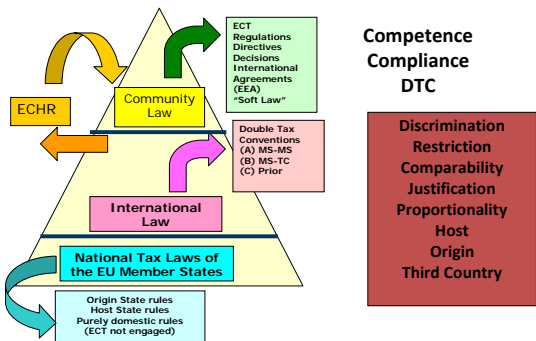 ECT
Regulations
Directives
Decisions
International
Agreements
(EEA)
"Soft Law"
Competence
Compliance
DTC
ECHR
Community
Law
Double Tax
Conventions
(A) MS-MS
(B) MS-TC
(C) Prior
Discrimination
Restriction
Comparability
Justification
Proportionality
Host
Origin
Third Country
International
Law
National Tax Laws of
the EU Member States
Origin State rules
Host State rules
Purely domestic rules
(ECT not engaged)